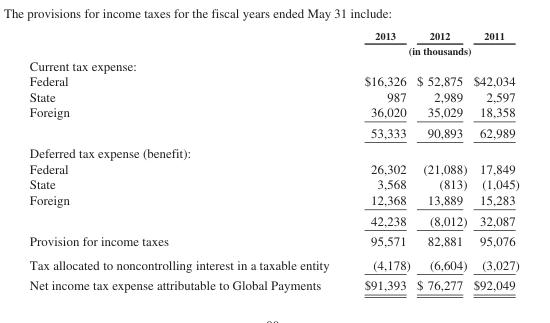 The provisions for income taxes for the fiscal years ended May 31 include:
2013 2012 2011
(in thousands)
Current tax expense:
Federal $16,326 $ 52,875 $42,034
State 987 2,989 2,597
Foreign 36,020 35,029 18,358
53,333 90,893 62,989
Deferred tax expense (benefit):
Federal 26,302 (21,088) 17,849
State 3,568 (813) (1,045)
Foreign 12,368 13,889 15,283
42,238 (8,012) 32,087
Provision for income taxes 95,571 82,881 95,076
Tax allocated to noncontrolling interest in a taxable entity (4,178) (6,604) (3,027)
Net income tax expense attributable to Global Payments $91,393 $ 76,277 $92,049